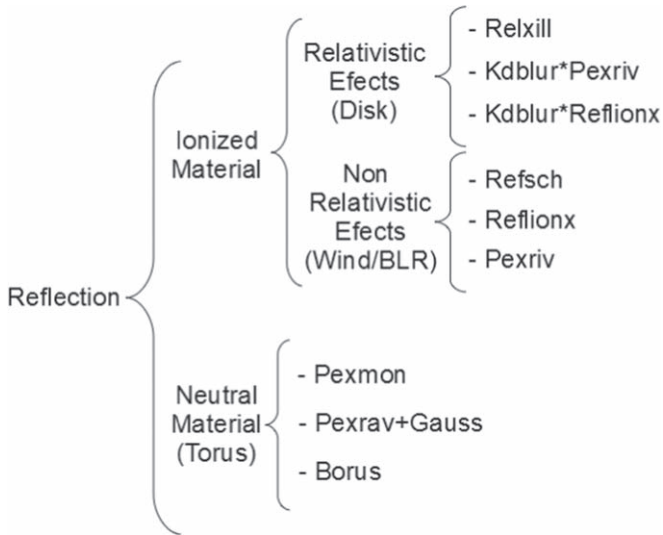 Reflection
Ionized
Material
Relativistic
Efects
(Disk)
- Relxill
- Kdblur*Pexriv
- Kdblur*Reflionx
Non
Relativistic
Efects
(Wind/BLR)
- Refsch
- Reflionx
- Pexriv
Neutral
Material
(Torus)
- Pexmon
- Pexrav+Gauss
- Borus